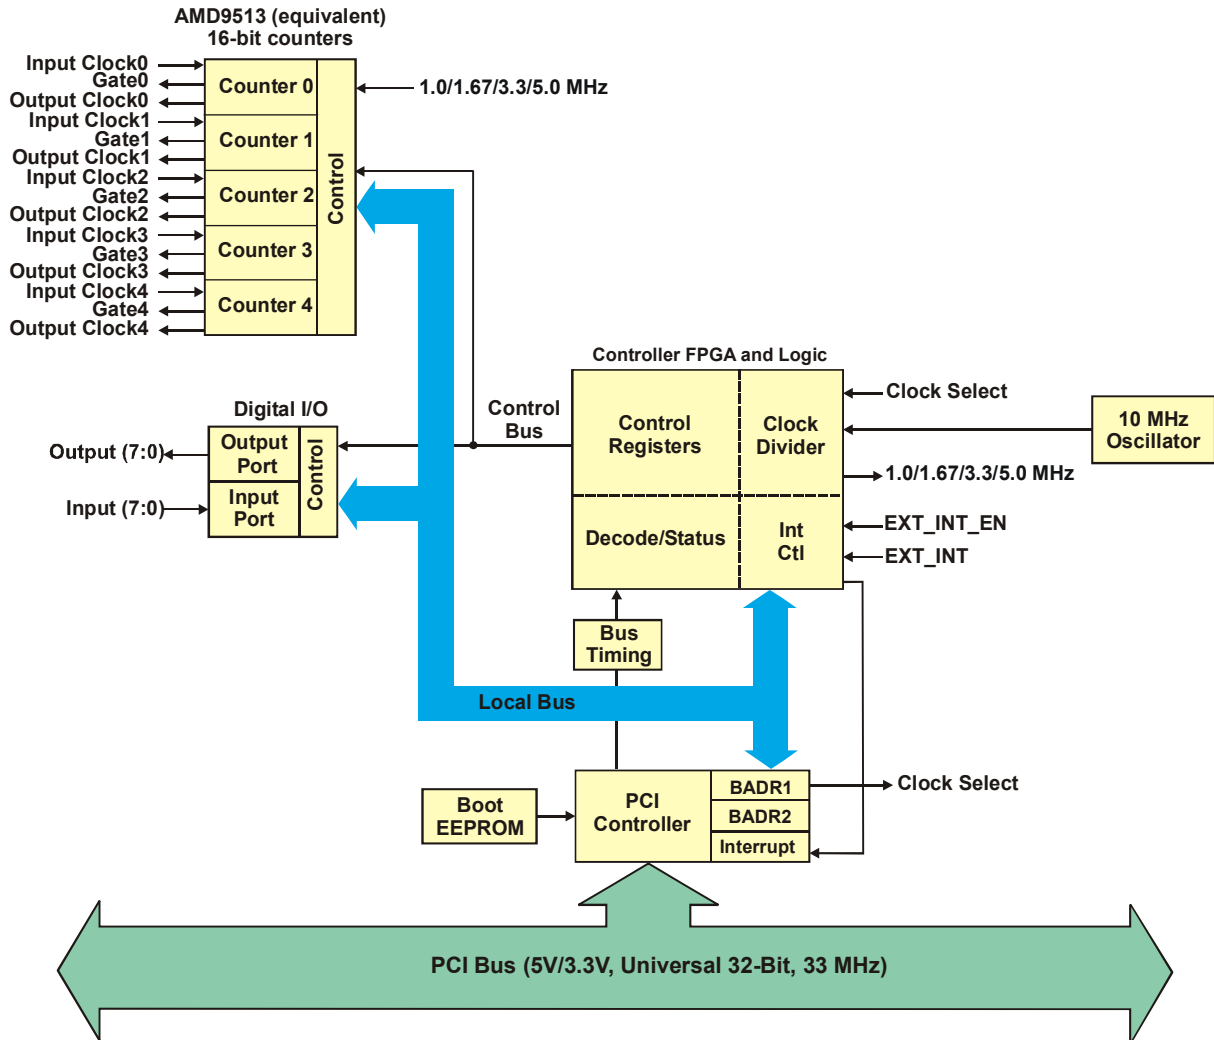 AMD9513 (equivalent)
16-bit counters
Input Clock0
Gate0
Output Clock0
Input Clock1
Gate1
Output Clock1
Input Clock2
Gate2
Output Clock2
Input Clock3
Gate3
Output Clock3
Input Clock4
Gate4
Output Clock4
Counter 0
Counter 1
Counter 2
Counter 3
Counter 4
Control
1.0/1.67/3.3/5.0 MHz
Controller FPGA and Logic
Control
Registers
Clock
Divider
Decode/Status
Int
Ctl
Clock Select
10 MHz
Oscillator
1.0/1.67/3.3/5.0 MHz
EXT_INT_EN
EXT_INT
Control
Bus
Digital I/O
Output
Port
Input
Port
Control
Output (7:0)
Input (7:0)
Bus
Timing
Local Bus
Boot
EEPROM
PCI
Controller
BADR1
BADR2
Interrupt
Clock Select
PCI Bus (5V/3.3V, Universal 32-Bit, 33 MHz)